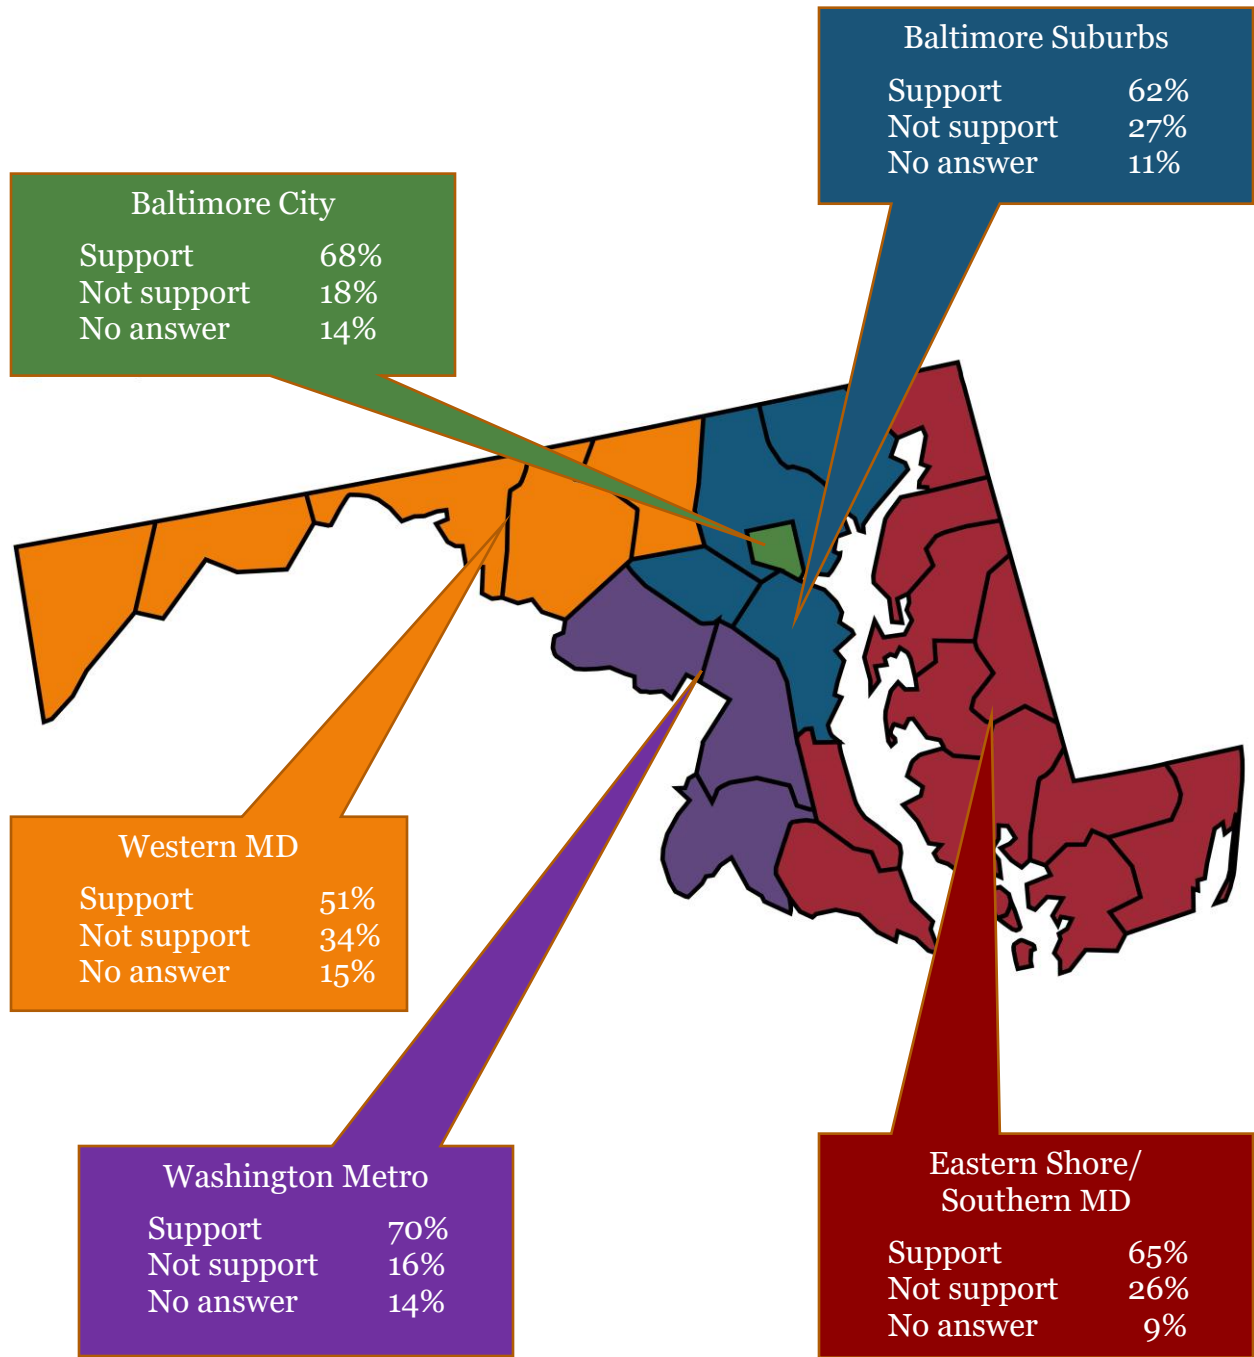 Baltimore Suburbs
Support 62%
Not support 27%
No answer 11%
Baltimore City
Support 68%
Not support 18%
No answer 14%
Western MD
Support 51%
Not support 34%
No answer 15%
Washington Metro
Support 70%
Not support 16%
No answer 14%
Eastern Shore/
Southern MD
Support 65%
Not support 26%
No answer 9%